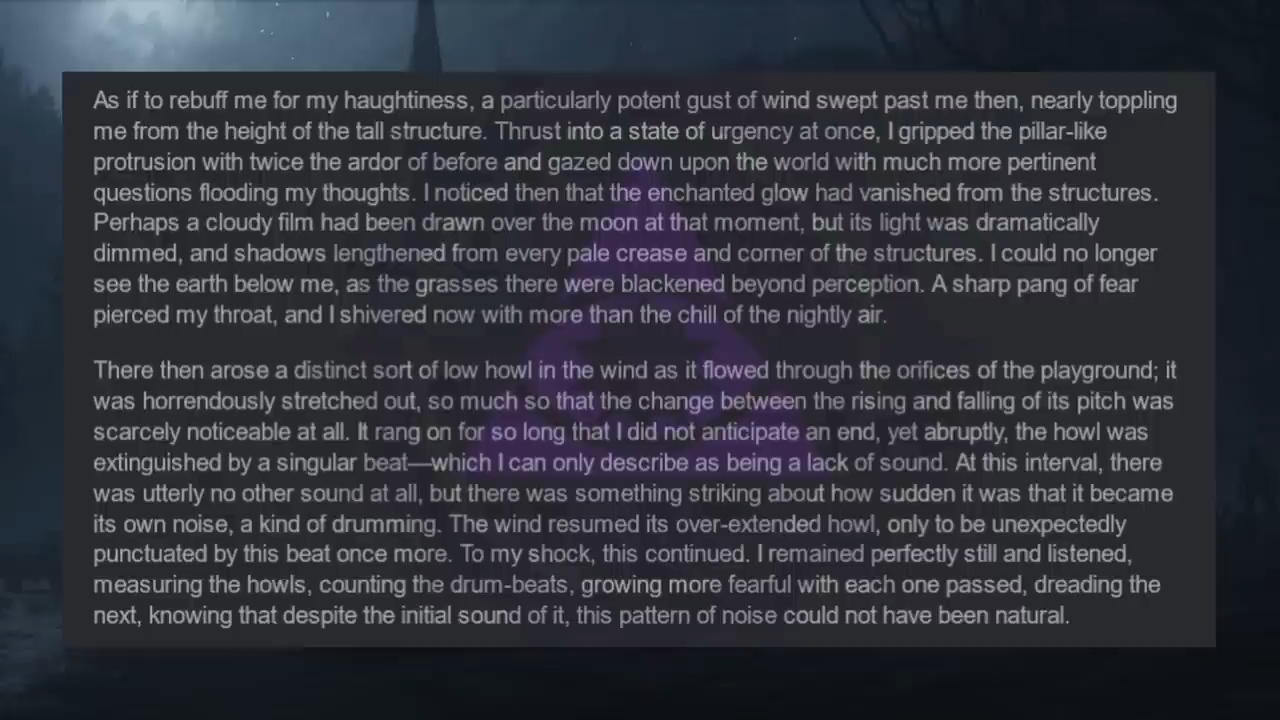 As if to rebuff me for my haughtiness, a particularly potent gust of wind swept past me then, nearly toppling
me from the height of the tall structure. Thrust into a state of urgency at once, I gripped the pillar-like
protrusion with twice the ardor of before and gazed down upon the world with much more pertinent
questions flooding my thoughts. I noticed then that the enchanted glow had vanished from the structures.
Perhaps a cloudy film had been drawn over the moon at that moment, but its light was dramatically
dimmed, and shadows lengthened from every pale crease and corner of the structures. I could no longer
see the earth below me, as the grasses there were blackened beyond perception. A sharp pang of fear
pierced my throat, and I shivered now with more than the chill of the nightly air.
There then arose a distinct sort of low howl in the wind as it flowed through the orifices of the playground; it
was horrendously stretched out, so much so that the change between the rising and falling of its pitch was
scarcely noticeable at all. It rang on for so long that I did not anticipate an end, yet abruptly, the howl was
extinguished by a singular beat—which I can only describe as being a lack of sound. At this interval, there
was utterly no other sound at all, but there was something striking about how sudden it was that it became
its own noise, a kind of drumming. The wind resumed its over-extended howl, only to be unexpectedly
punctuated by this beat once more. To my shock, this continued. I remained perfectly still and listened,
measuring the howls, counting the drum-beats, growing more fearful with each one passed, dreading the
next, knowing that despite the initial sound of it, this pattern of noise could not have been natural.